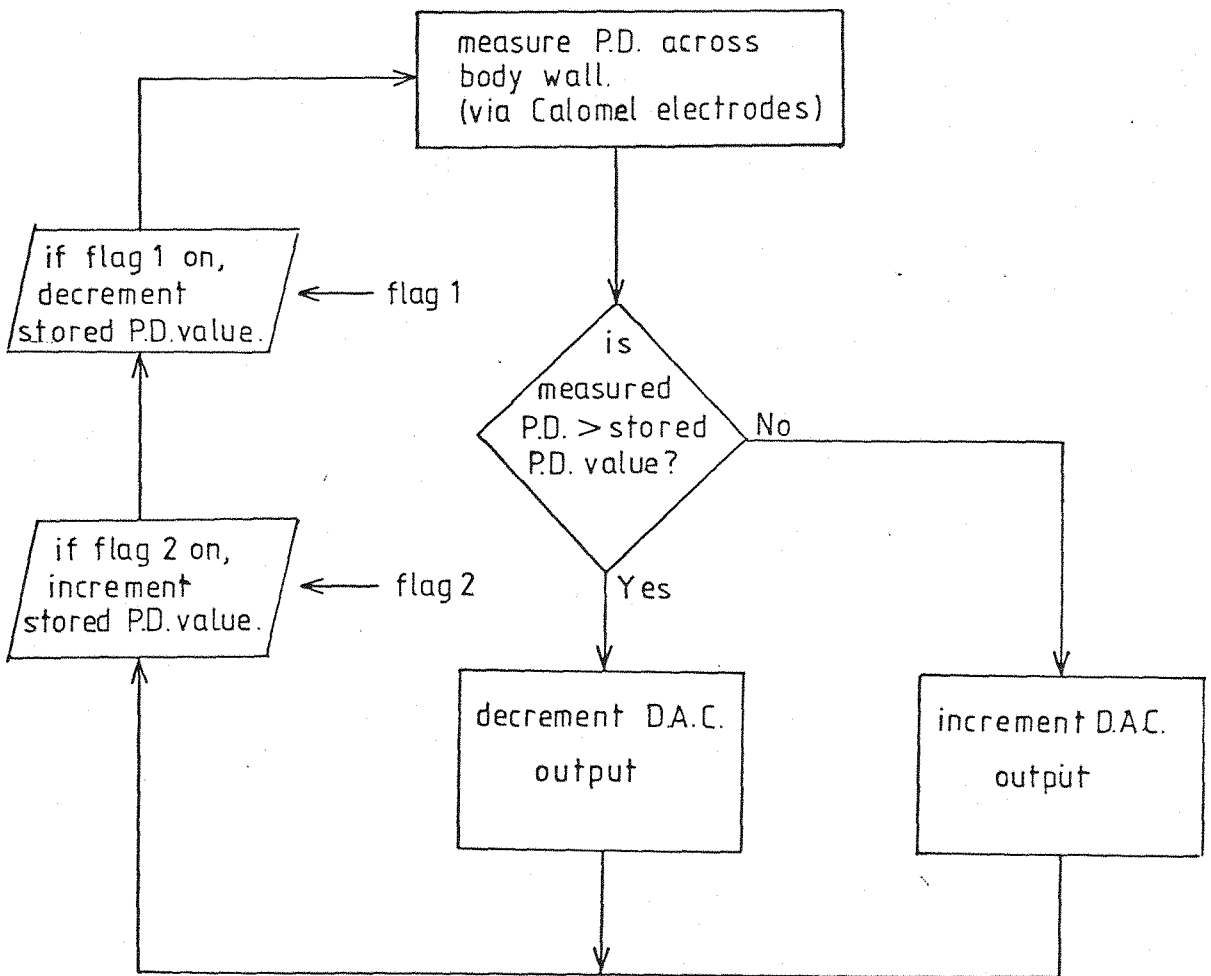 measure P.D. across
body wall.
(via Calomel electrodes)
if flag 1 on,
decrement
stored P.D. value.
flag 1
is
measured
P.D. > stored
P.D. value?
No
Yes
if flag 2 on,
increment
stored P.D. value.
flag 2
decrement D.A.C.
output
increment D.A.C.
output